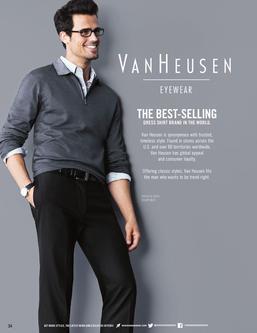 VAN HEUSEN
EYEWEAR
THE BEST-SELLING
DRESS SHIRT BRAND IN THE WORLD.
Van Heusen is synonymous with trusted,
timeless style. Found in stores across the
U.S. and over 50 territories worldwide,
Van Heusen has global appeal
and consumer loyalty.
Offering classic styles, Van Heusen fits
the man who wants to be trend right.